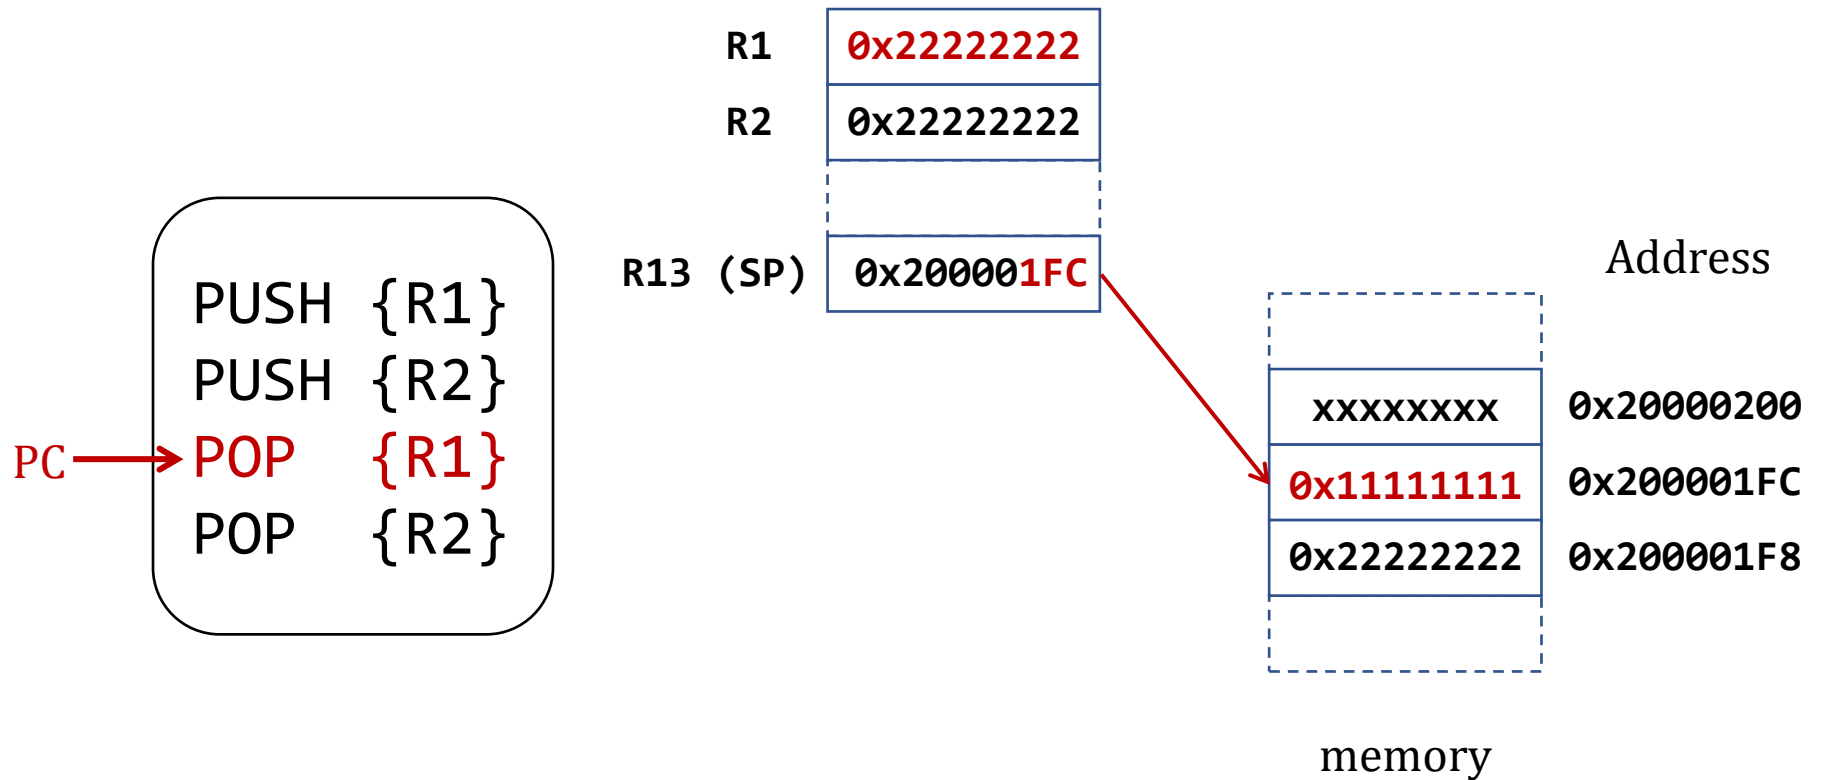 R1 0x22222222
R2 0x22222222
R13 (SP) 0x200001FC
PUSH {R1}
PUSH {R2}
PC POP {R1}
POP {R2}
Address
xxxxxxxx 0x20000200
0x11111111 0x200001FC
0x22222222 0x200001F8
memory